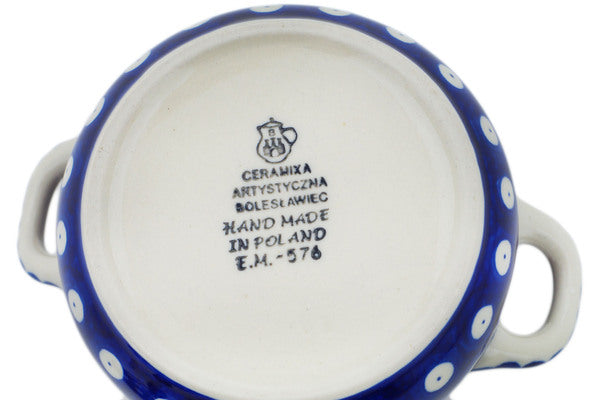 B
CERAMIKA
ARTYSTYCZNA
BOLESŁAWIEC
HAND MADE
IN POLAND
E.M.-576